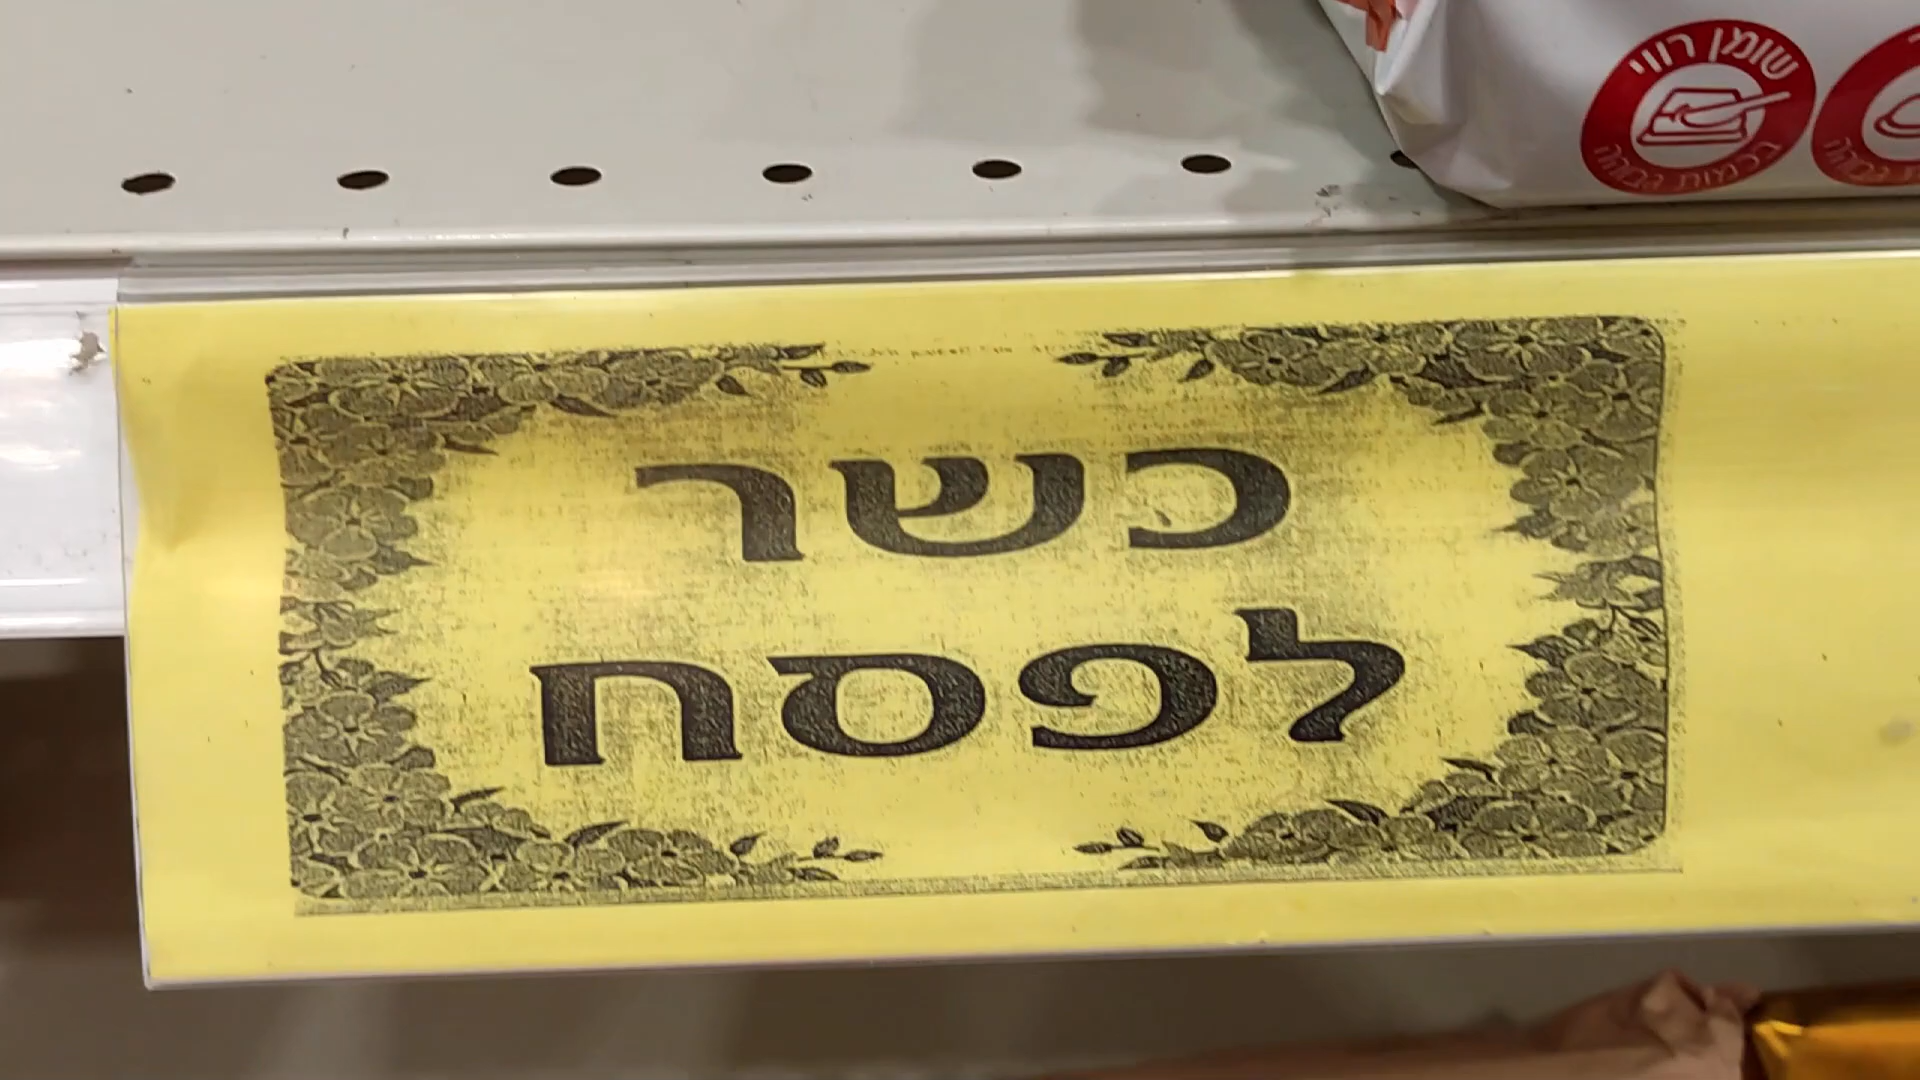 שומן רווי
בכמות גבוהה
כשר
לפסח